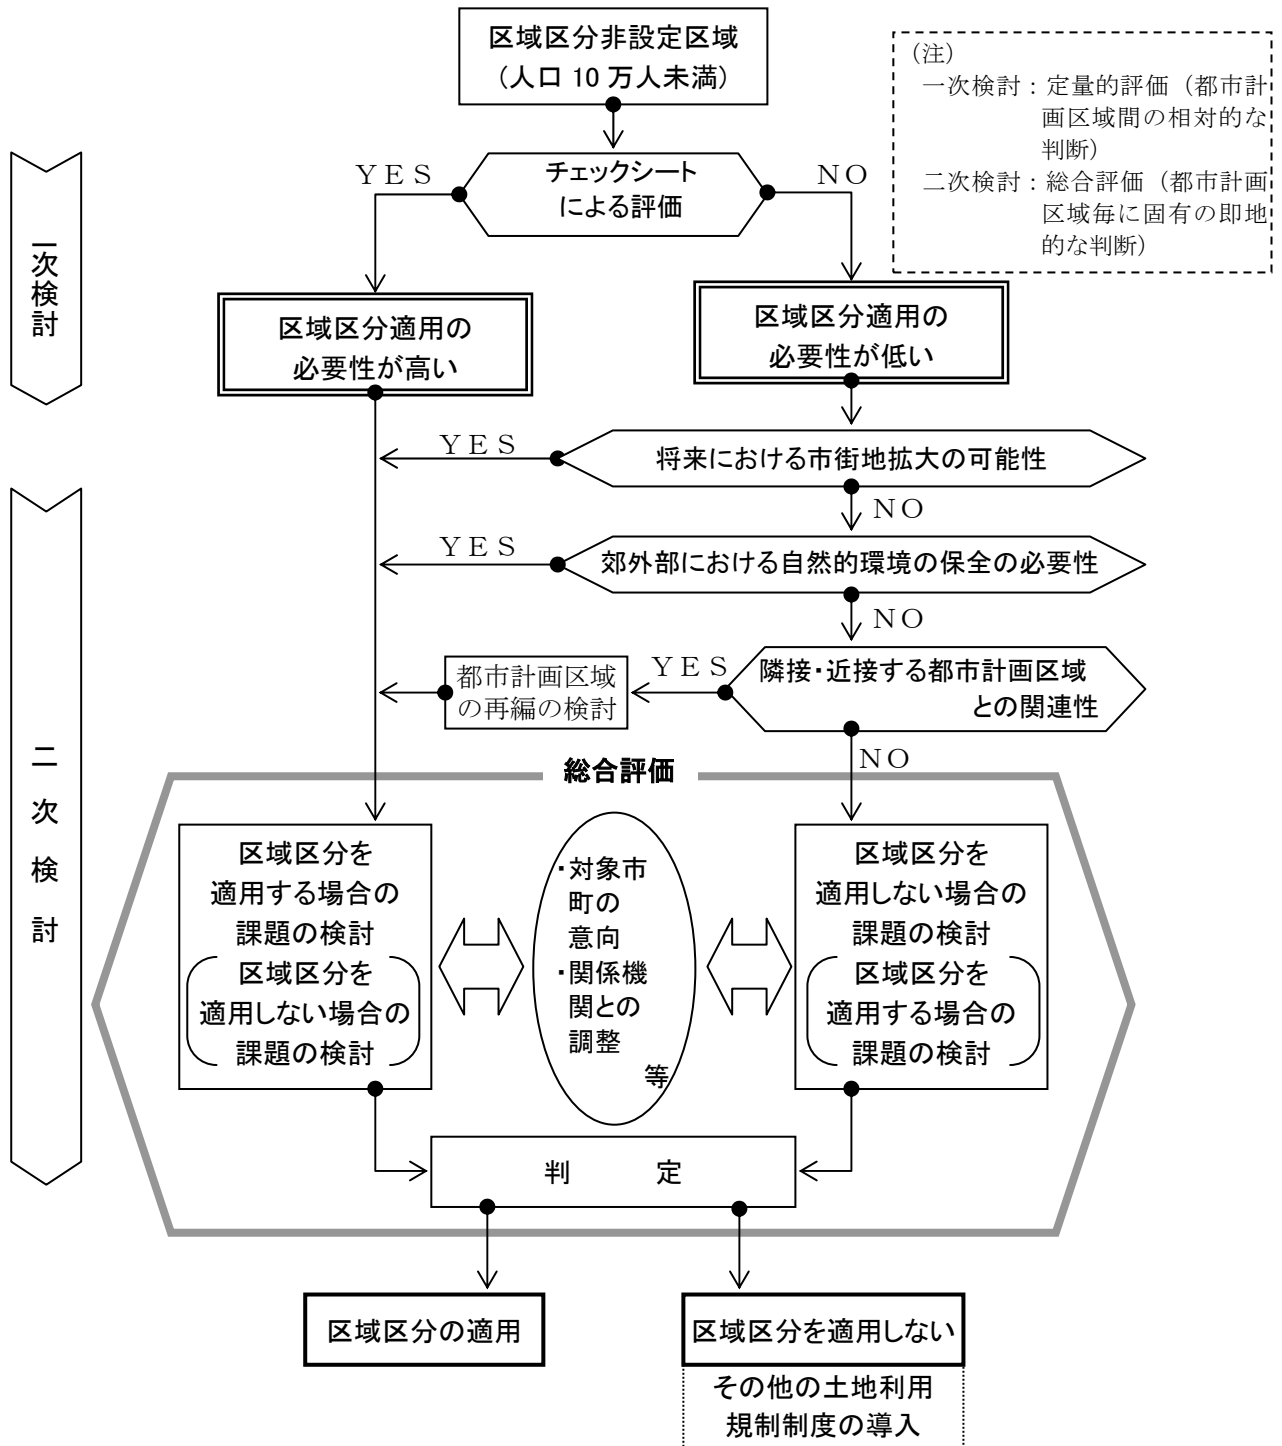 区域区分非設定区域
（人口 10 万人未満）
（注）
一次検討：定量的評価（都市計
画区域間の相対的な
判断）
二次検討：総合評価（都市計画
区域毎に固有の即地
的な判断）
一次検討
チェックシート
による評価
ＹＥＳ
ＮＯ
区域区分適用の
必要性が高い
区域区分適用の
必要性が低い
二次検討
将来における市街地拡大の可能性
ＹＥＳ
ＮＯ
郊外部における自然的環境の保全の必要性
ＹＥＳ
ＮＯ
隣接・近接する都市計画区域
との関連性
ＹＥＳ
都市計画区域
の再編の検討
ＮＯ
総合評価
区域区分を
適用する場合の
課題の検討
区域区分を
適用しない場合の
課題の検討
・対象市
町の
意向
・関係機
関との
調整
等
区域区分を
適用しない場合の
課題の検討
区域区分を
適用する場合の
課題の検討
判　　定
区域区分の適用
区域区分を適用しない
その他の土地利用
規制制度の導入